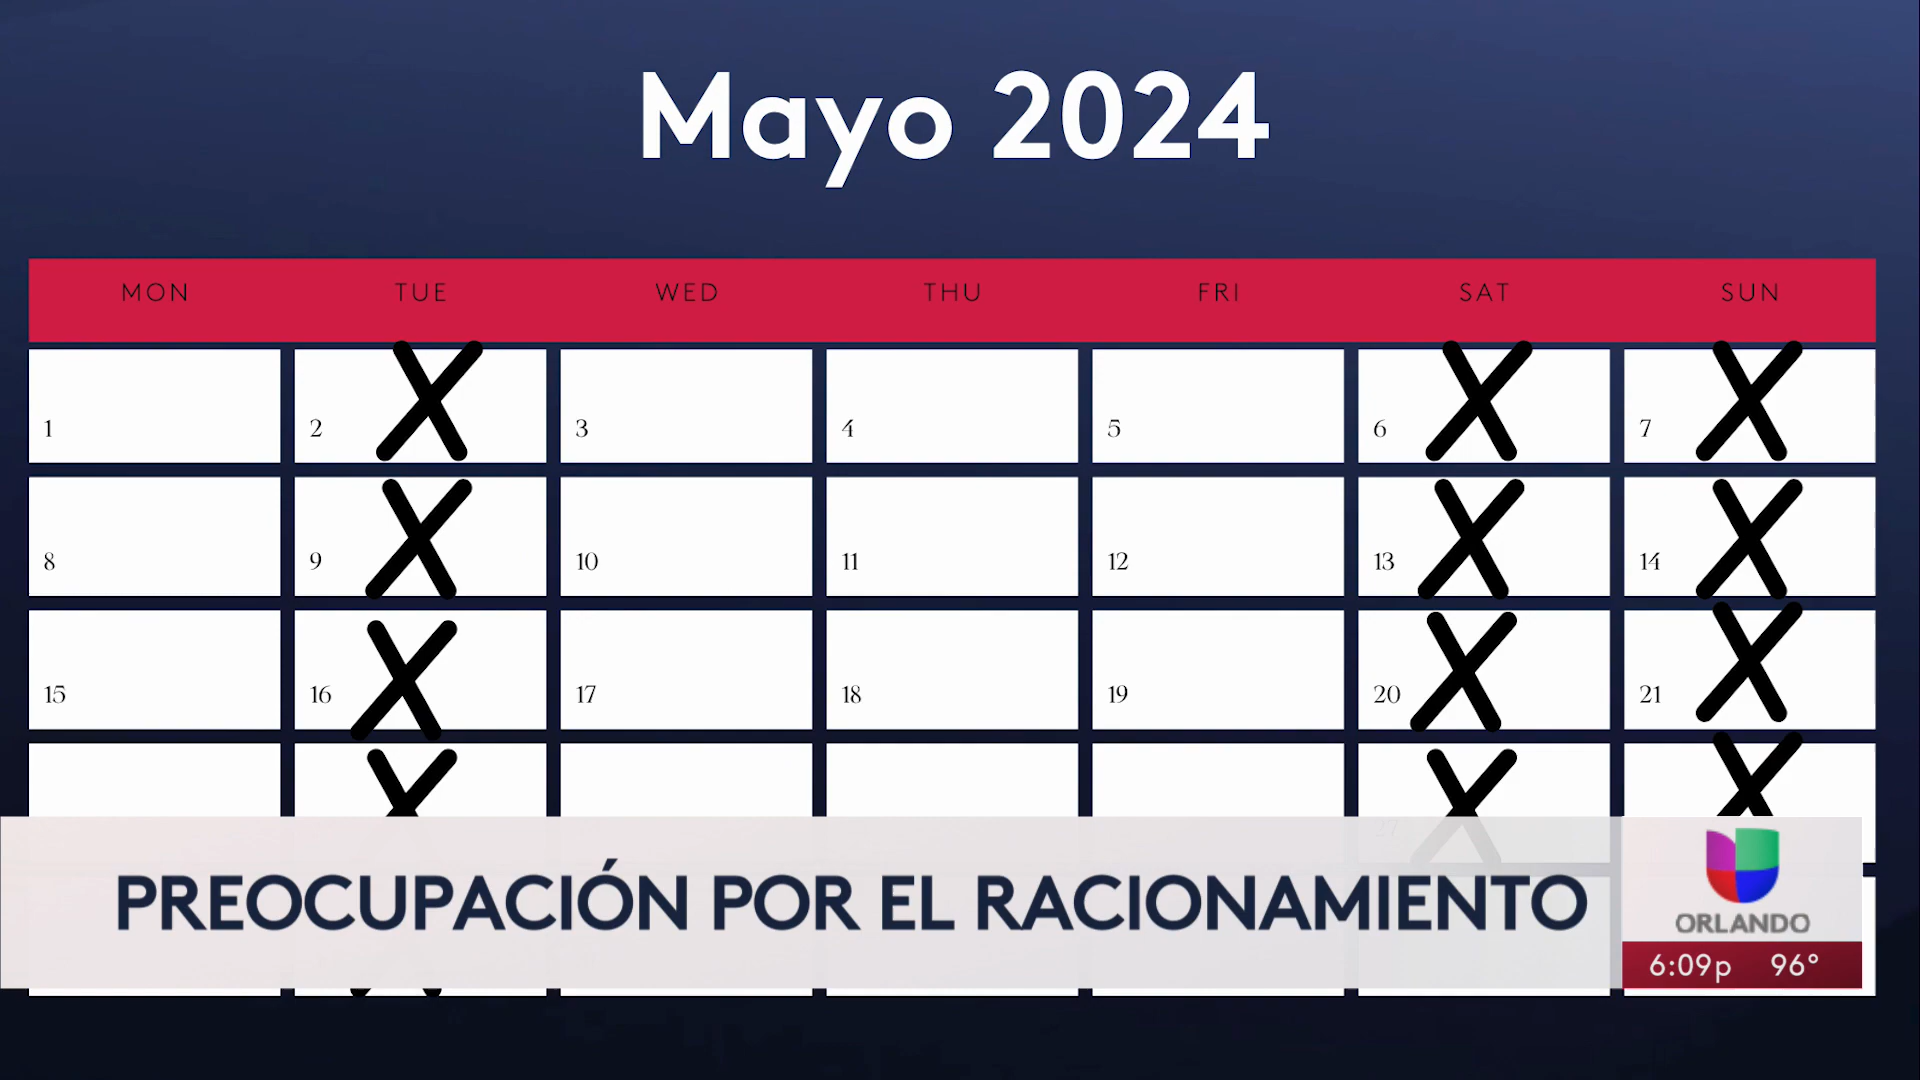 Mayo 2024
MON TUE WED THU FRI SAT SUN
1 2 3 4 5 6 7
8 9 10 11 12 13 14
15 16 17 18 19 20 21
PREOCUPACIÓN POR EL RACIONAMIENTO
ORLANDO
6:09p 96°